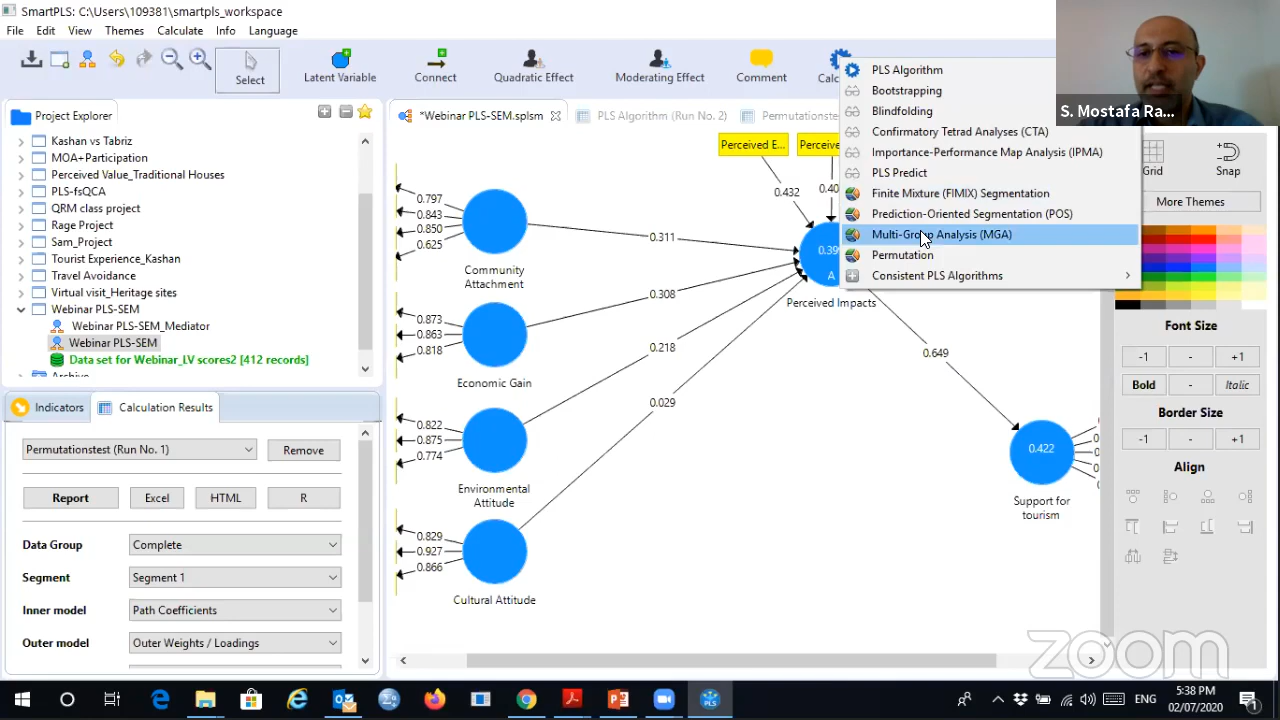 SmartPLS: C:\Users\109381\smartpls_workspace
File Edit View Themes Calculate Info Language
Select
Latent Variable
Connect
Quadratic Effect
Moderating Effect
Comment
Calc
PLS Algorithm
Bootstrapping
Blindfolding
Confirmatory Tetrad Analyses (CTA)
Importance-Performance Map Analysis (IPMA)
PLS Predict
Finite Mixture (FIMIX) Segmentation
Prediction-Oriented Segmentation (POS)
Multi-Group Analysis (MGA)
Permutation
Consistent PLS Algorithms
S. Mostafa Ra...
Grid
Snap
More Themes
Font Size
-1 - +1
Bold - Italic
Border Size
-1 - +1
Align
Project Explorer
Kashan vs Tabriz
MOA+Participation
Perceived Value_Traditional Houses
PLS-fsQCA
QRM class project
Rage Project
Sam_Project
Tourist Experience_Kashan
Travel Avoidance
Virtual visit_Heritage sites
Webinar PLS-SEM
Webinar PLS-SEM_Mediator
Webinar PLS-SEM
Data set for Webinar_LV scores2 [412 records]
Archive
Indicators
Calculation Results
Permutationstest (Run No. 1)
Remove
Report
Excel
HTML
R
Data Group Complete
Segment Segment 1
Inner model Path Coefficients
Outer model Outer Weights / Loadings
*Webinar PLS-SEM.splsm
PLS Algorithm (Run No. 2)
Permutationste
Perceived E...
Perceive
0.432
0.40
0.797
0.843
0.850
0.625
Community
Attachment
0.311
0.39
A
Perceived Impacts
0.873
0.863
0.818
Economic Gain
0.308
0.218
0.029
0.649
0.822
0.875
0.774
Environmental
Attitude
0.422
Support for
tourism
0.829
0.927
0.866
Cultural Attitude
zoom
PLS
ENG
5:38 PM
02/07/2020
1